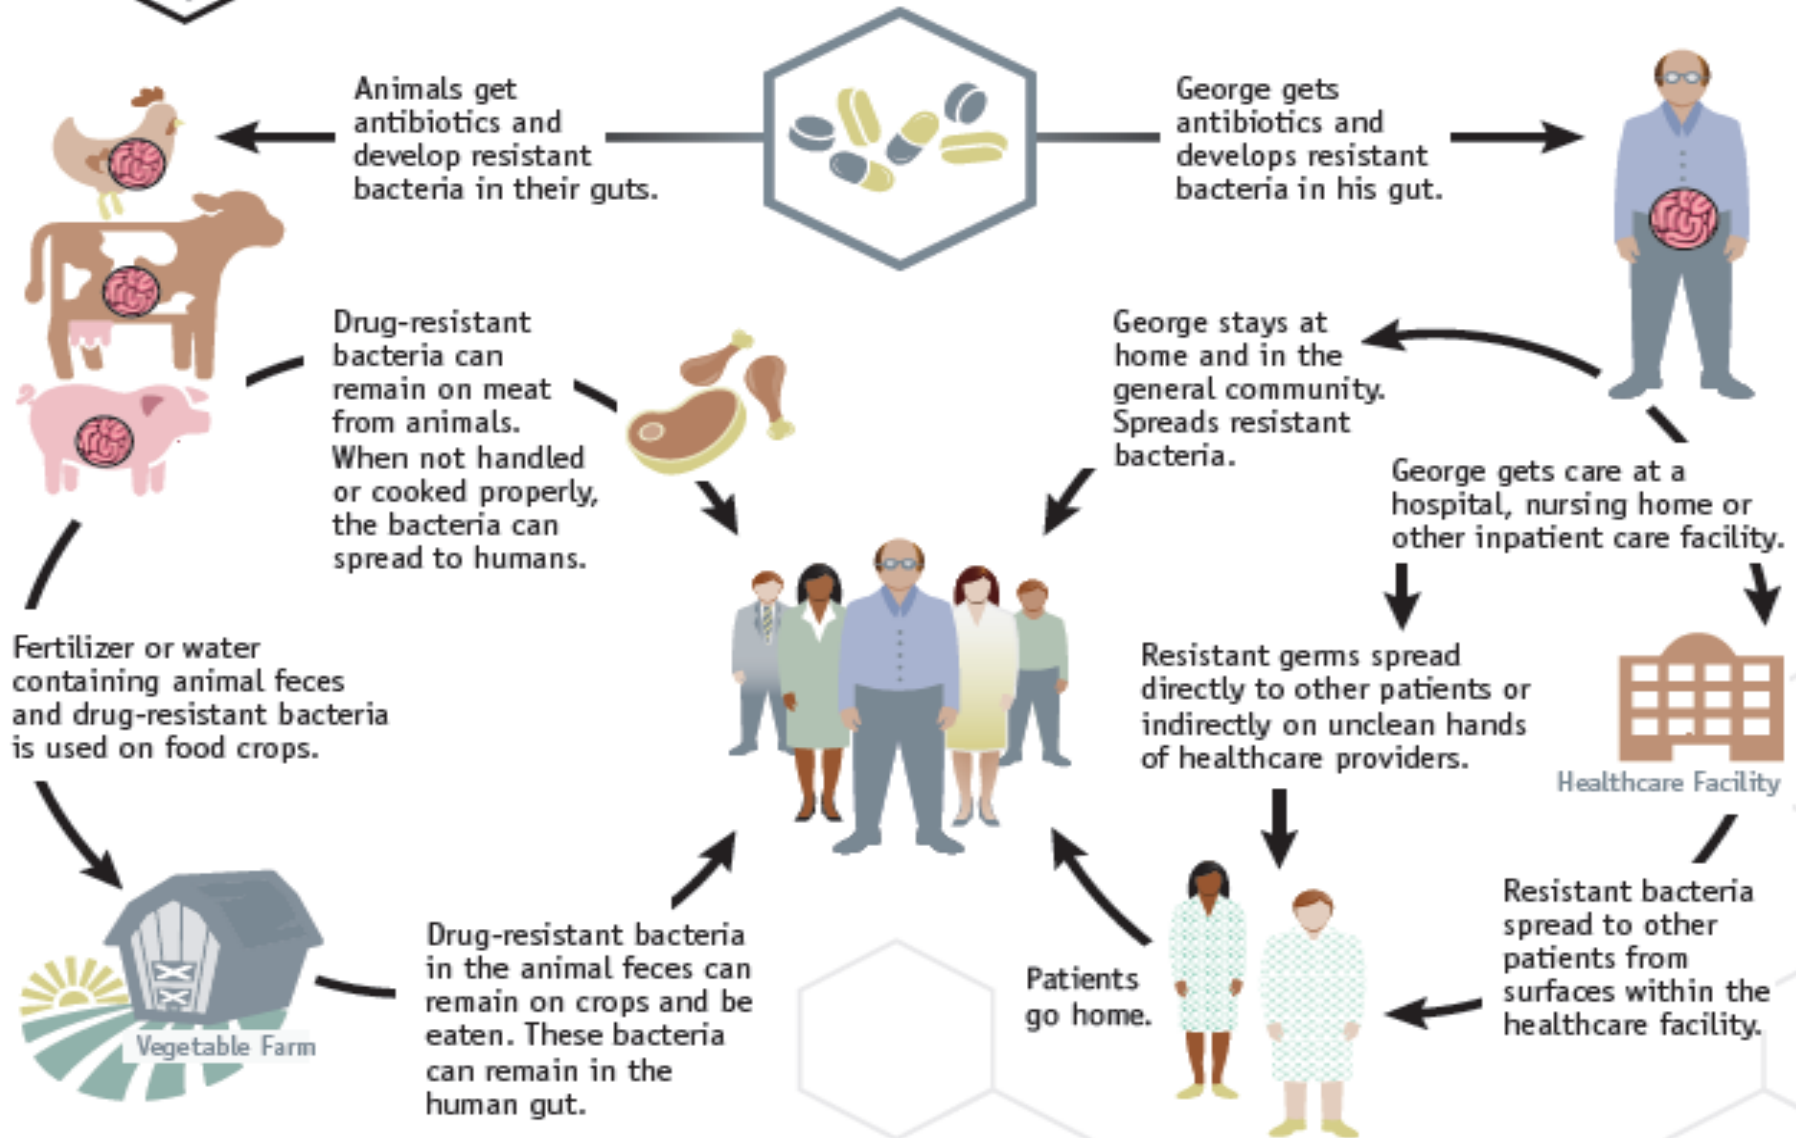 Animals get
antibiotics and
develop resistant
bacteria in their guts.
George gets
antibiotics and
develops resistant
bacteria in his gut.
Drug-resistant
bacteria can
remain on meat
from animals.
When not handled
or cooked properly,
the bacteria can
spread to humans.
George stays at
home and in the
general community.
Spreads resistant
bacteria.
George gets care at a
hospital, nursing home or
other inpatient care facility.
Fertilizer or water
containing animal feces
and drug-resistant bacteria
is used on food crops.
Resistant germs spread
directly to other patients or
indirectly on unclean hands
of healthcare providers.
Healthcare Facility
Vegetable Farm
Drug-resistant bacteria
in the animal feces can
remain on crops and be
eaten. These bacteria
can remain in the
human gut.
Patients
go home.
Resistant bacteria
spread to other
patients from
surfaces within the
healthcare facility.